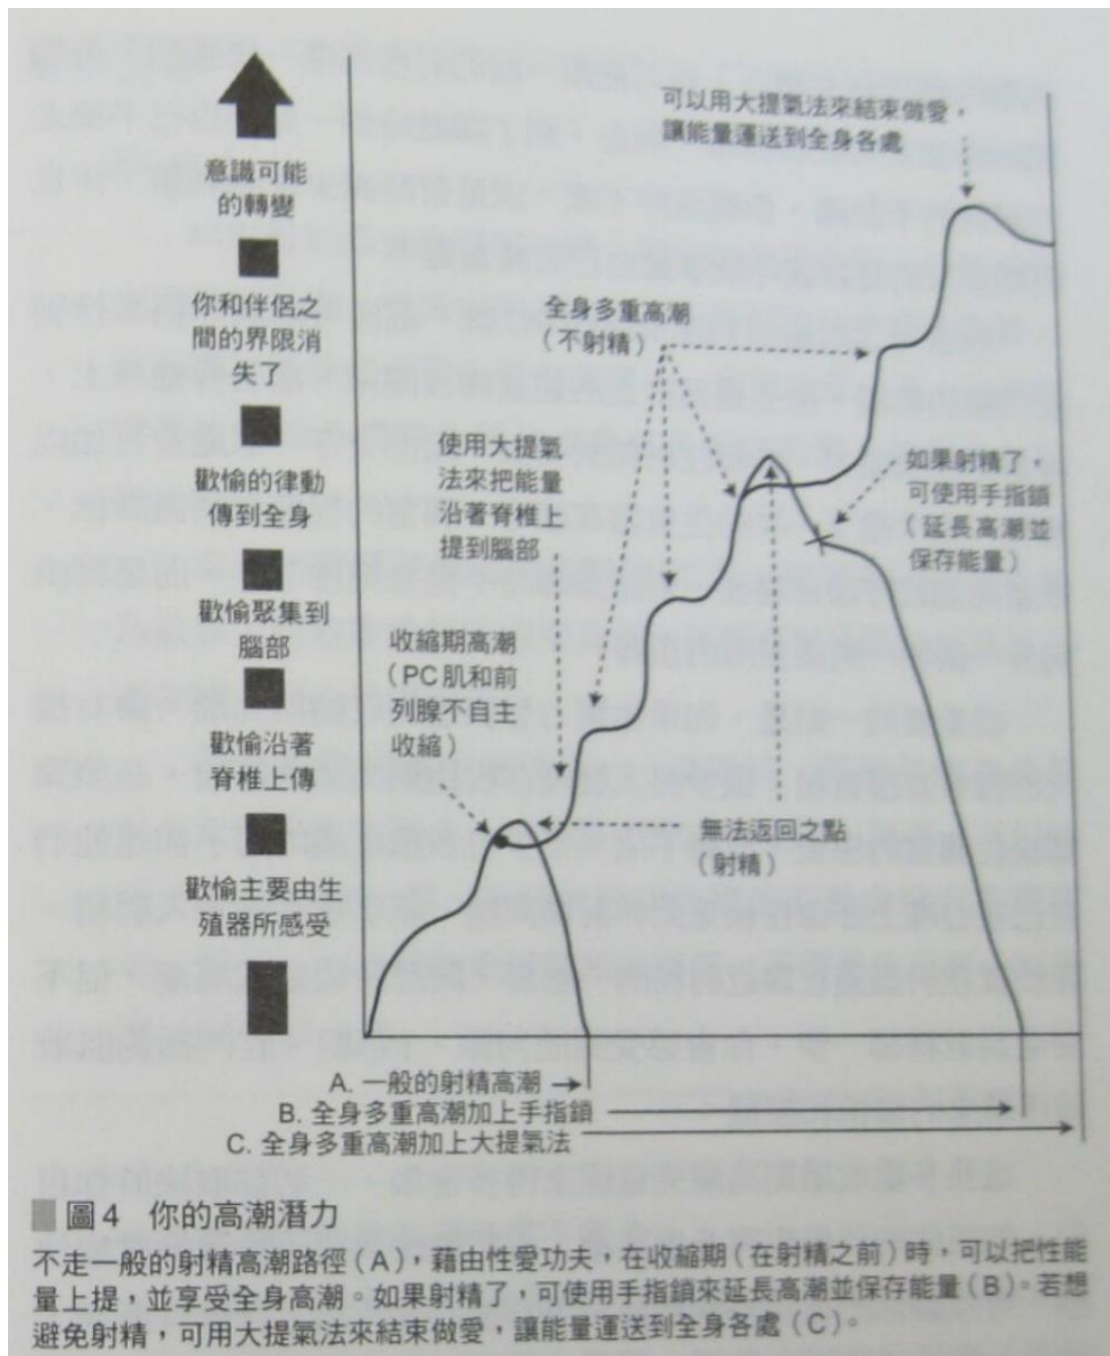 意識可能
的轉變
你和伴侶之
間的界限消
失了
歡愉的律動
傳到全身
歡愉聚集到
腦部
歡愉沿著
脊椎上傳
歡愉主要由生
殖器所感受
可以用大提氣法來結束做愛，
讓能量運送到全身各處
全身多重高潮
（不射精）
使用大提氣
法來把能量
沿著脊椎上
提到腦部
如果射精了，
可使用手指鎖
（延長高潮並
保存能量）
收縮期高潮
（PC肌和前
列腺不自主
收縮）
無法返回之點
（射精）
A. 一般的射精高潮
B. 全身多重高潮加上手指鎖
C. 全身多重高潮加上大提氣法
圖4　你的高潮潛力
不走一般的射精高潮路徑（A），藉由性愛功夫，在收縮期（在射精之前）時，可以把性能
量上提，並享受全身高潮。如果射精了，可使用手指鎖來延長高潮並保存能量（B）。若想
避免射精，可用大提氣法來結束做愛，讓能量運送到全身各處（C）。